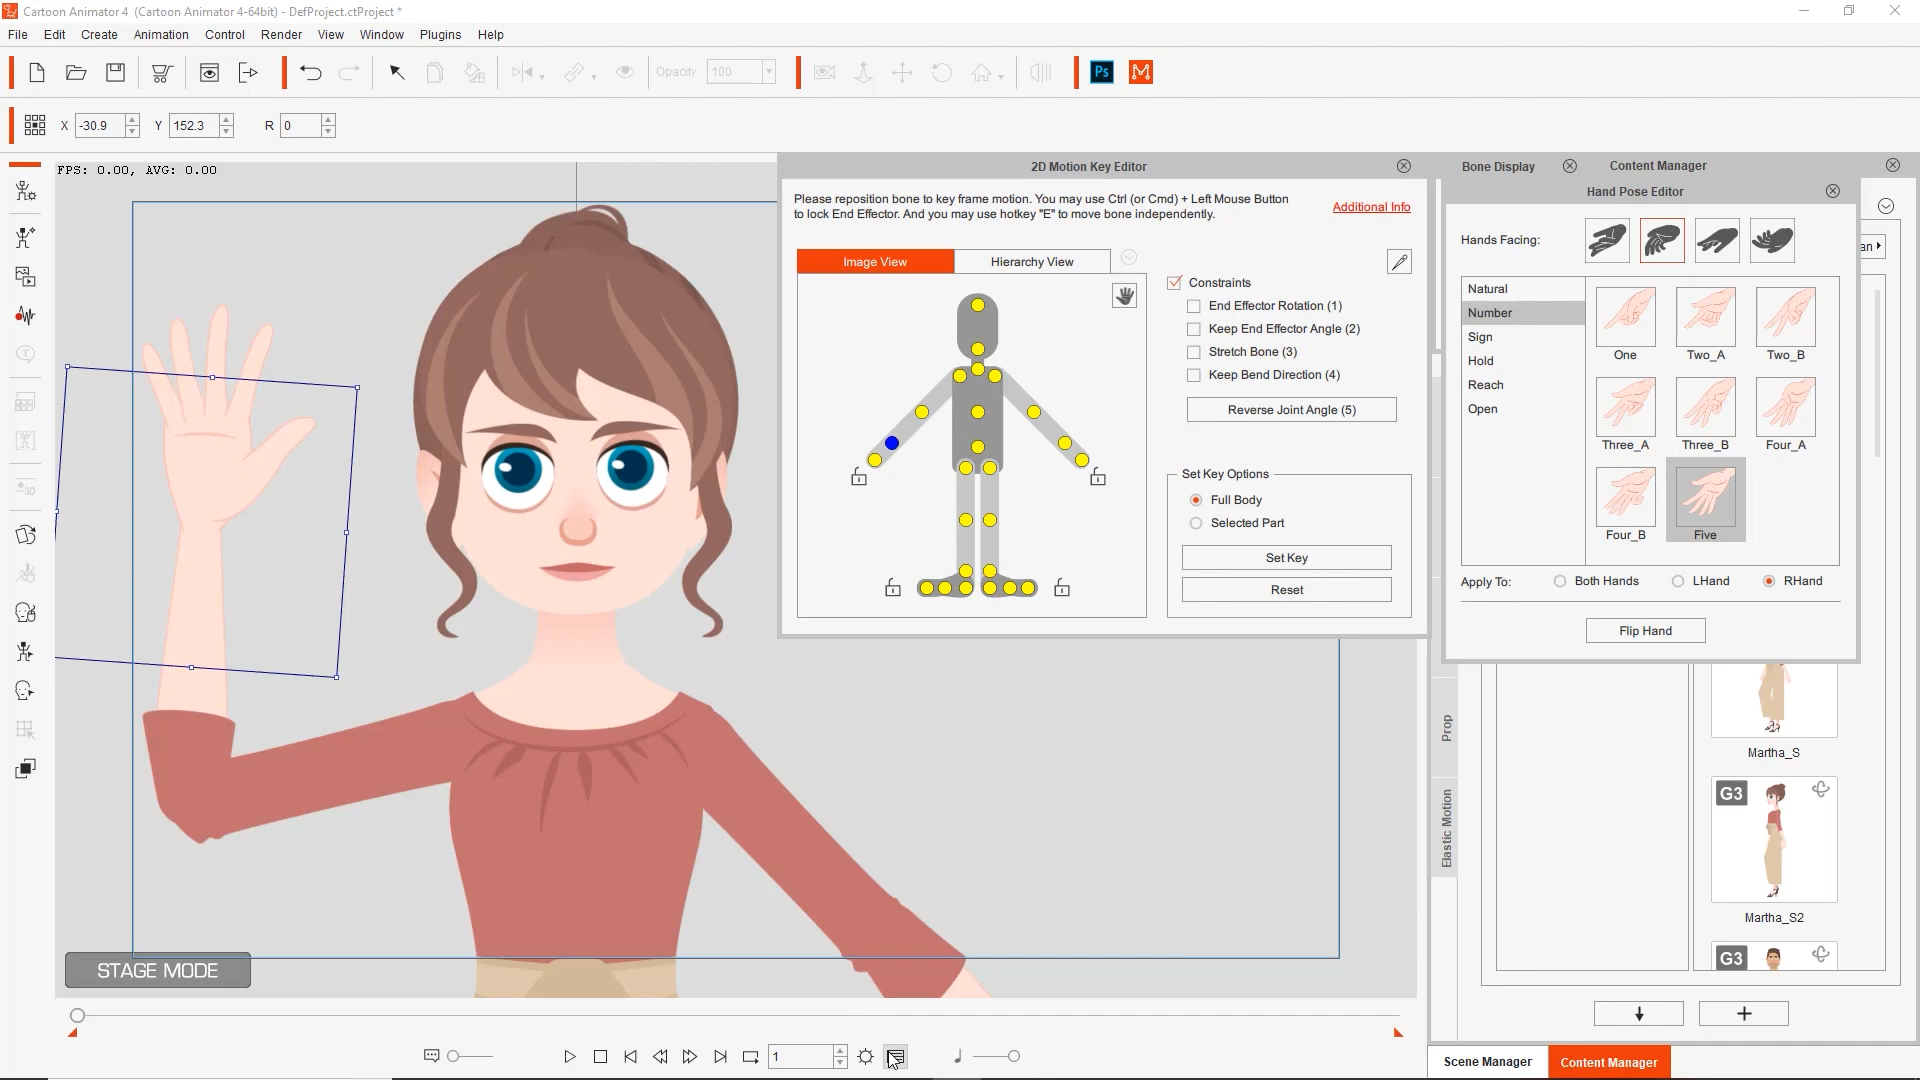 Cartoon Animator 4  (Cartoon Animator 4-64bit) - DefProject.ctProject *
File Edit Create Animation Control Render View Window Plugins Help
Opacity: 100
Ps
X -30.9 Y 152.3 R 0
FPS: 0.00, AVG: 0.00
2D Motion Key Editor
Please reposition bone to key frame motion. You may use Ctrl (or Cmd) + Left Mouse Button
to lock End Effector. And you may use hotkey "E" to move bone independently.
Additional Info
Image View Hierarchy View
Constraints
End Effector Rotation (1)
Keep End Effector Angle (2)
Stretch Bone (3)
Keep Bend Direction (4)
Reverse Joint Angle (5)
Set Key Options
Full Body
Selected Part
Set Key
Reset
Bone Display
Content Manager
Hand Pose Editor
an
Hands Facing:
Natural
Number
Sign
Hold
Reach
Open
One Two_A Two_B
Three_A Three_B Four_A
Four_B Five
Apply To: Both Hands LHand RHand
Flip Hand
Prop
Elastic Motion
Martha_S
G3
Martha_S2
G3
STAGE MODE
1
+
Scene Manager Content Manager